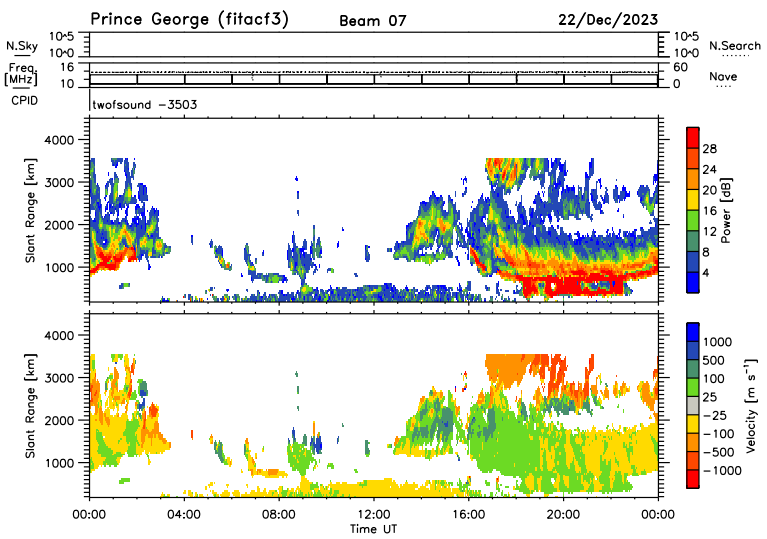 Prince George (fitacf3) Beam 07 22/Dec/2023
N.Sky 10^5 10^0 10^5 10^0 N.Search
Freq. [MHz] 16 10 60 0 Nave
CPID twofsound -3503
Slant Range [km] 4000 3000 2000 1000
28 24 20 16 12 8 4 Power [dB]
Slant Range [km] 4000 3000 2000 1000
1000 500 100 25 -25 -100 -500 -1000 Velocity [m s⁻¹]
00:00 04:00 08:00 12:00 16:00 20:00 00:00
Time UT